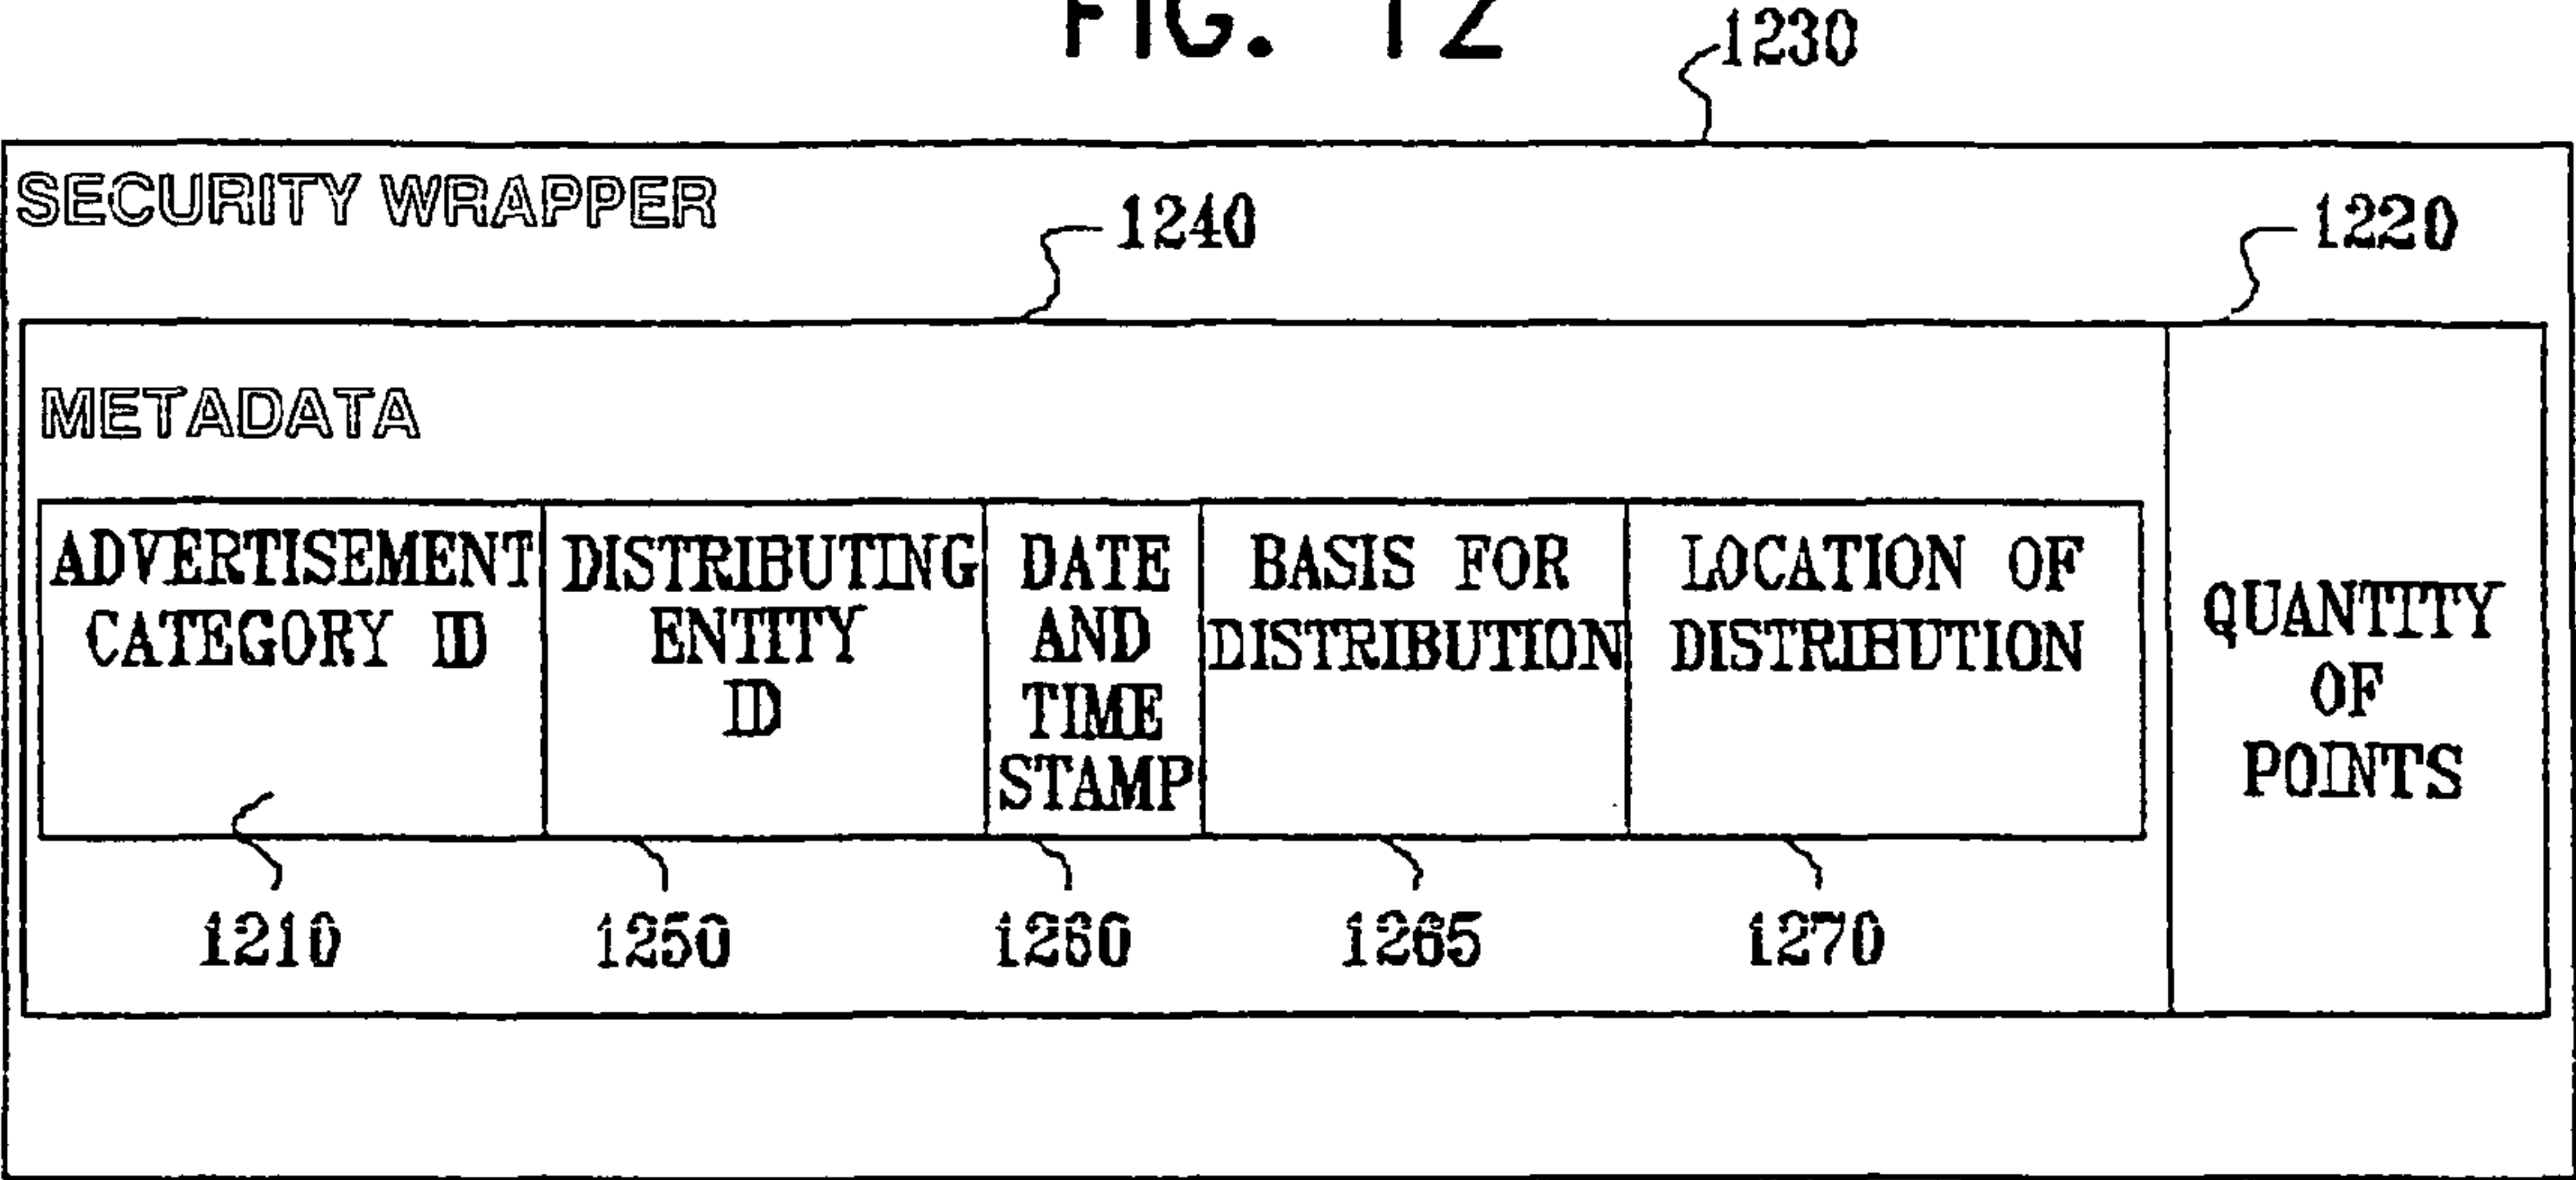 FIG. 12
1230
SECURITY WRAPPER
1240
1220
METADATA
ADVERTISEMENT
CATEGORY ID
DISTRIBUTING
ENTITY
ID
DATE
AND
TIME
STAMP
BASIS FOR
DISTRIBUTION
LOCATION OF
DISTRIBUTION
QUANTITY
OF
POINTS
1210
1250
1260
1265
1270